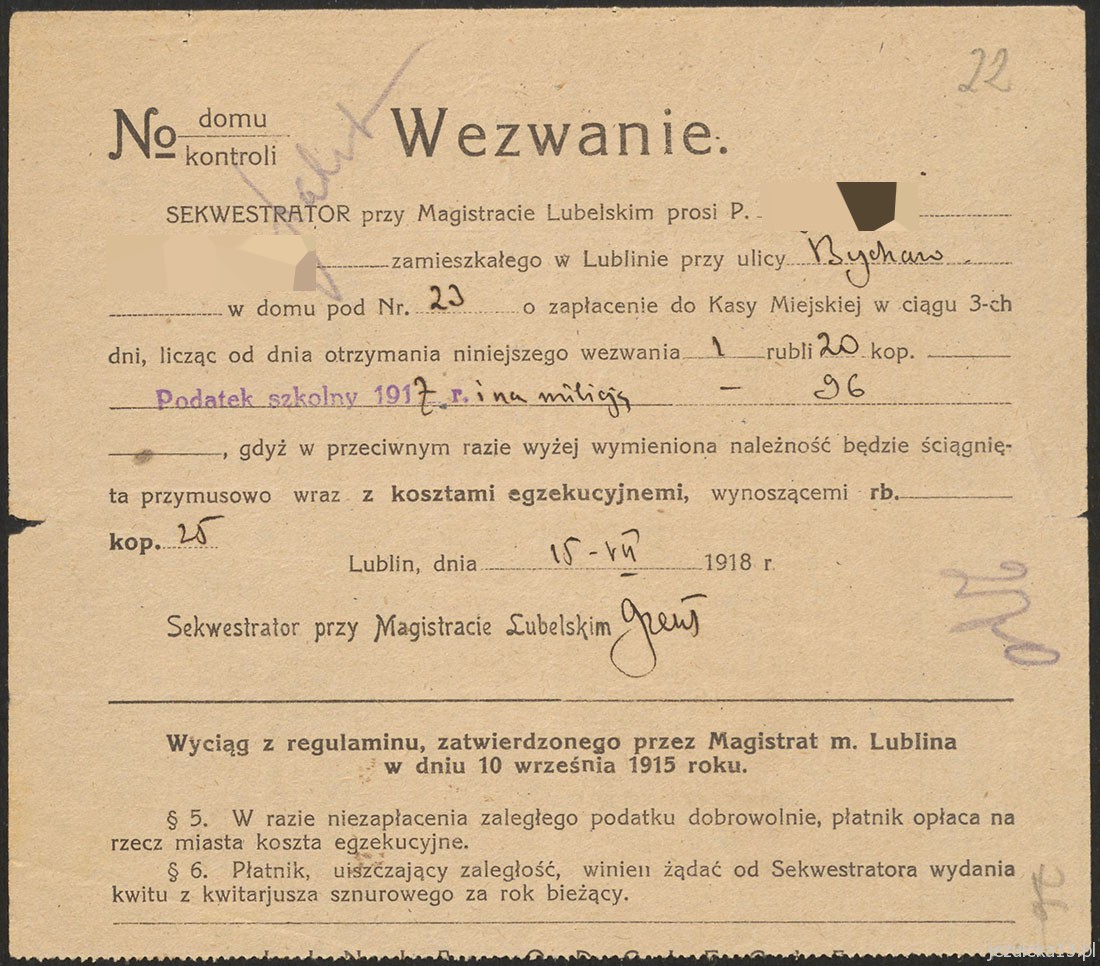 22
No domu Wezwanie.
kontroli
SEKWESTRATOR przy Magistracie Lubelskim prosi P.
zamieszkałego w Lublinie przy ulicy Bychaw
w domu pod Nr. 23 o zapłacenie do Kasy Miejskiej w ciągu 3-ch
dni, licząc od dnia otrzymania niniejszego wezwania 1 rubli 20 kop.
Podatek szkolny 1917 r. i na milicją — 96
, gdyż w przeciwnym razie wyżej wymieniona należność będzie ściągnię-
ta przymusowo wraz z kosztami egzekucyjnemi, wynoszącemi rb.
kop. 25
Lublin, dnia 15-VII 1918 r
Sekwestrator przy Magistracie Lubelskim
Wyciąg z regulaminu, zatwierdzonego przez Magistrat m. Lublina
w dniu 10 września 1915 roku.
§ 5. W razie niezapłacenia zaległego podatku dobrowolnie, płatnik opłaca na
rzecz miasta koszta egzekucyjne.
§ 6. Płatnik, uiszczający zaległość, winien żądać od Sekwestratora wydania
kwitu z kwitarjusza sznurowego za rok bieżący.